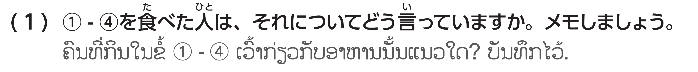 (1) ①-④を食べた人は、それについてどう言っていますか。メモしましょう。
ຄົນທີ່ກິນໃນຂໍ້ ①-④ ເວົ້າກ່ຽວກັບອາຫານນັ້ນແນວໃດ? ບັນທຶກໄວ້.